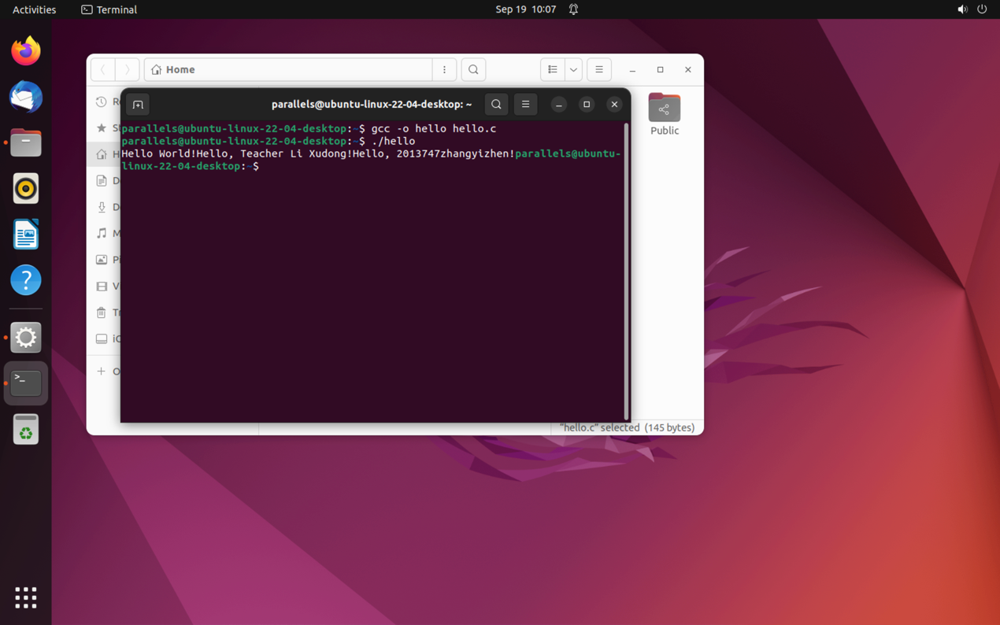 Activities
Terminal
Sep 19 10:07
Home
parallels@ubuntu-linux-22-04-desktop: ~
parallels@ubuntu-linux-22-04-desktop:~$ gcc -o hello hello.c
parallels@ubuntu-linux-22-04-desktop:~$ ./hello
Hello World!Hello, Teacher Li Xudong!Hello, 2013747zhangyizhen!parallels@ubuntu-
linux-22-04-desktop:~$
Public
"hello.c" selected (145 bytes)